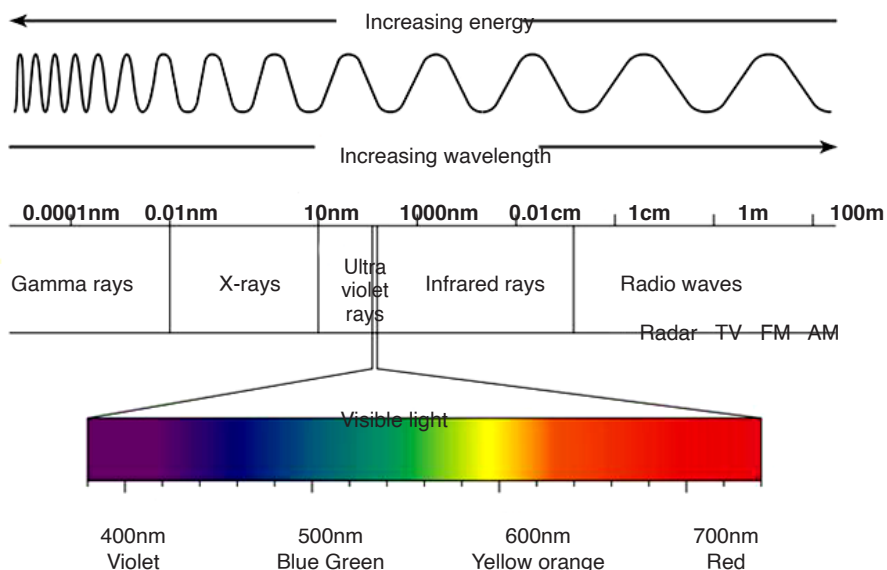 Increasing energy
Increasing wavelength
0.0001nm 0.01nm 10nm 1000nm 0.01cm 1cm 1m 100m
Gamma rays X-rays Ultra violet rays Infrared rays Radio waves
Radar TV FM AM
Visible light
400nm 500nm 600nm 700nm
Violet Blue Green Yellow orange Red